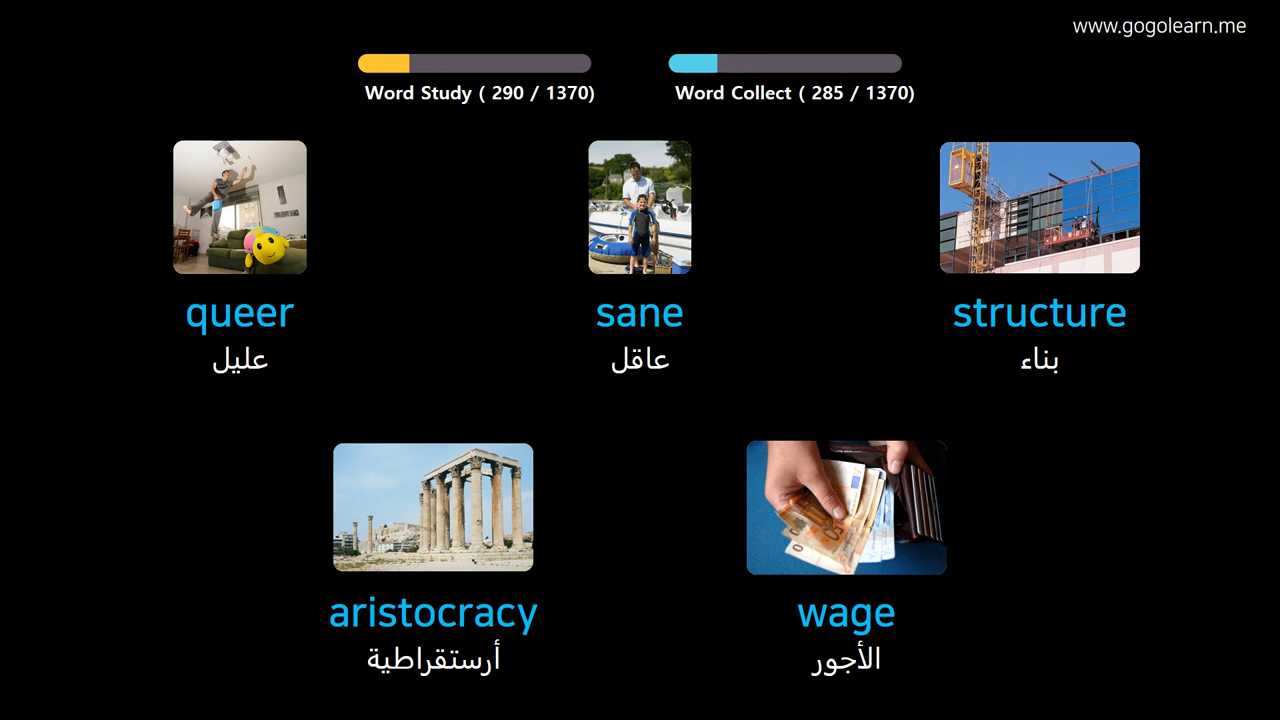 www.gogolearn.me
Word Study ( 290 / 1370)
Word Collect ( 285 / 1370)
queer
عليل
sane
عاقل
structure
بناء
aristocracy
أرستقراطية
wage
الأجور